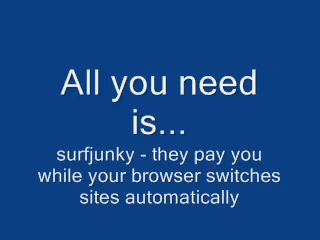 All you need
is...
surfjunky - they pay you
while your browser switches
sites automatically